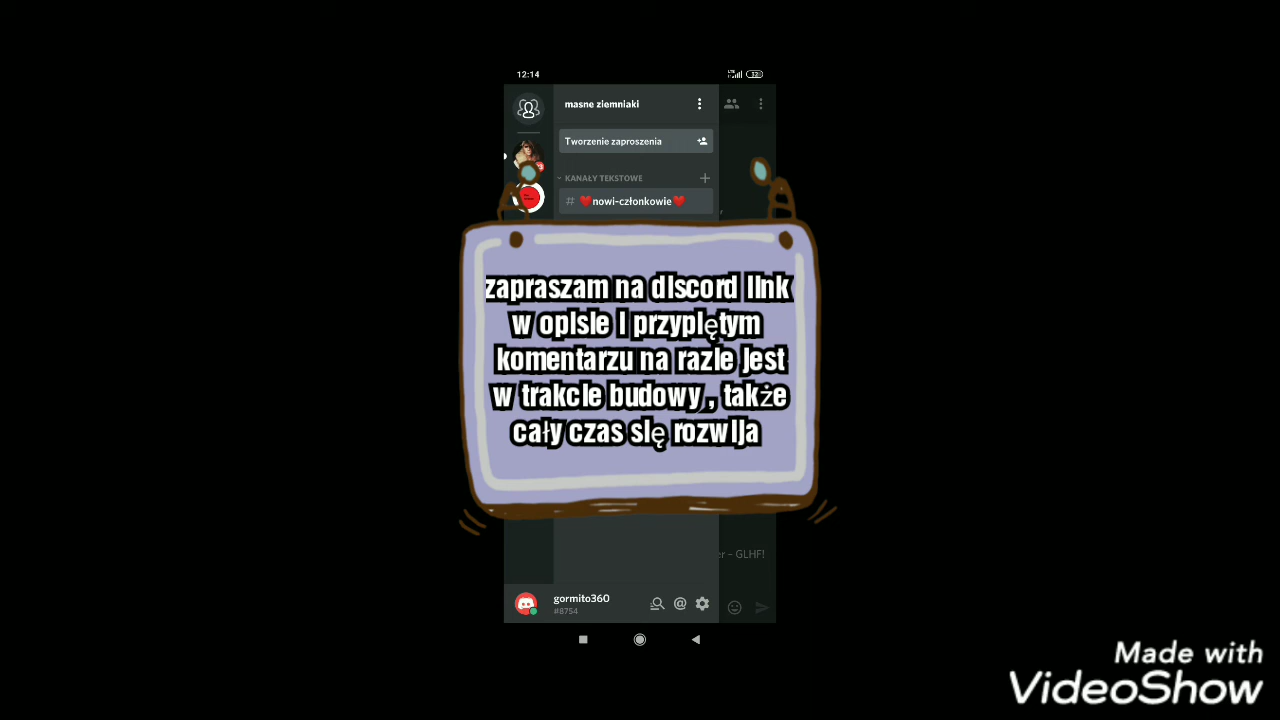 12:14
masne ziemniaki
Tworzenie zaproszenia
KANAŁY TEKSTOWE
# ❤️nowi-członkowie❤️
zapraszam na discord link
w opisie i przypiętym
komentarzu na razie jest
w trakcie budowy , także
cały czas się rozwija
er – GLHF!
gormito360
#8754
Made with
VideoShow